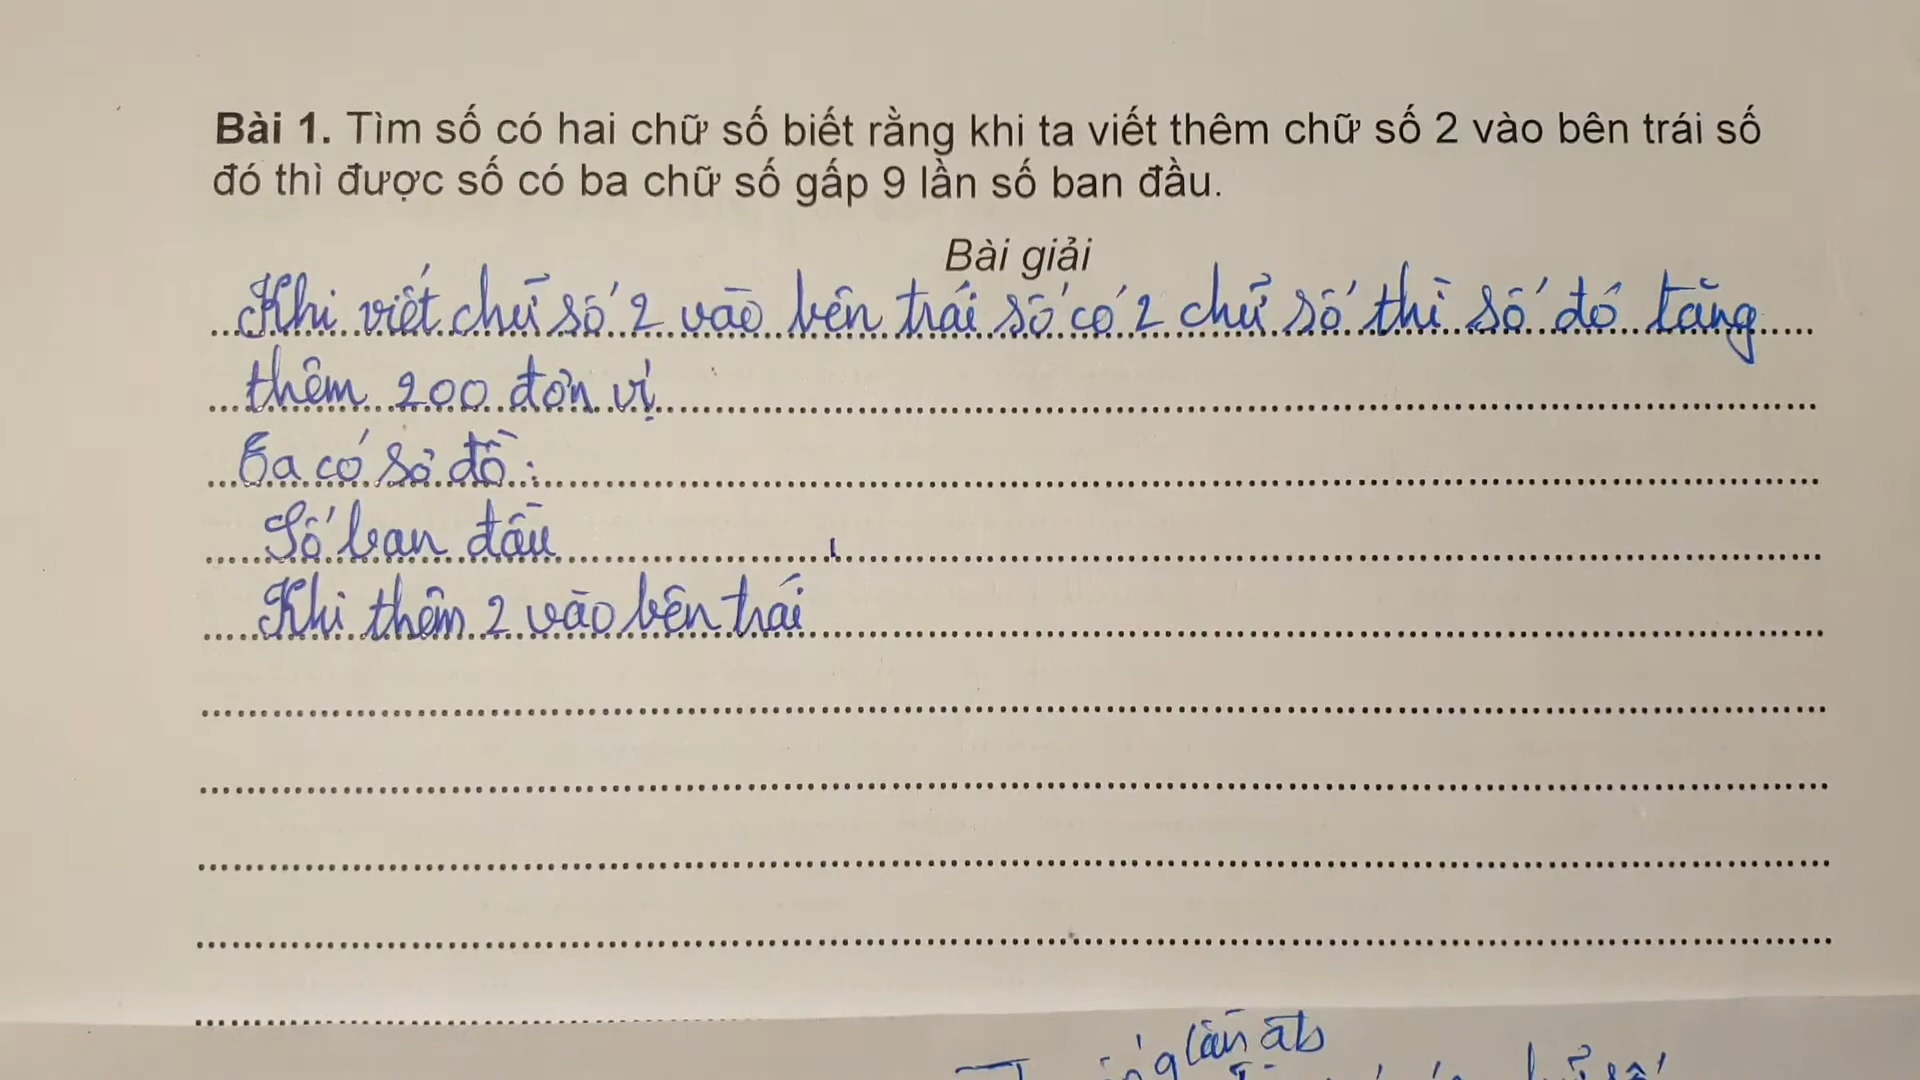 Bài 1. Tìm số có hai chữ số biết rằng khi ta viết thêm chữ số 2 vào bên trái số
đó thì được số có ba chữ số gấp 9 lần số ban đầu.
Bài giải
Khi viết chữ số 2 vào bên trái số có 2 chữ số thì số đó tăng
thêm 200 đơn vị
Ta có sơ đồ:
Số ban đầu
Khi thêm 2 vào bên trái
lần ab